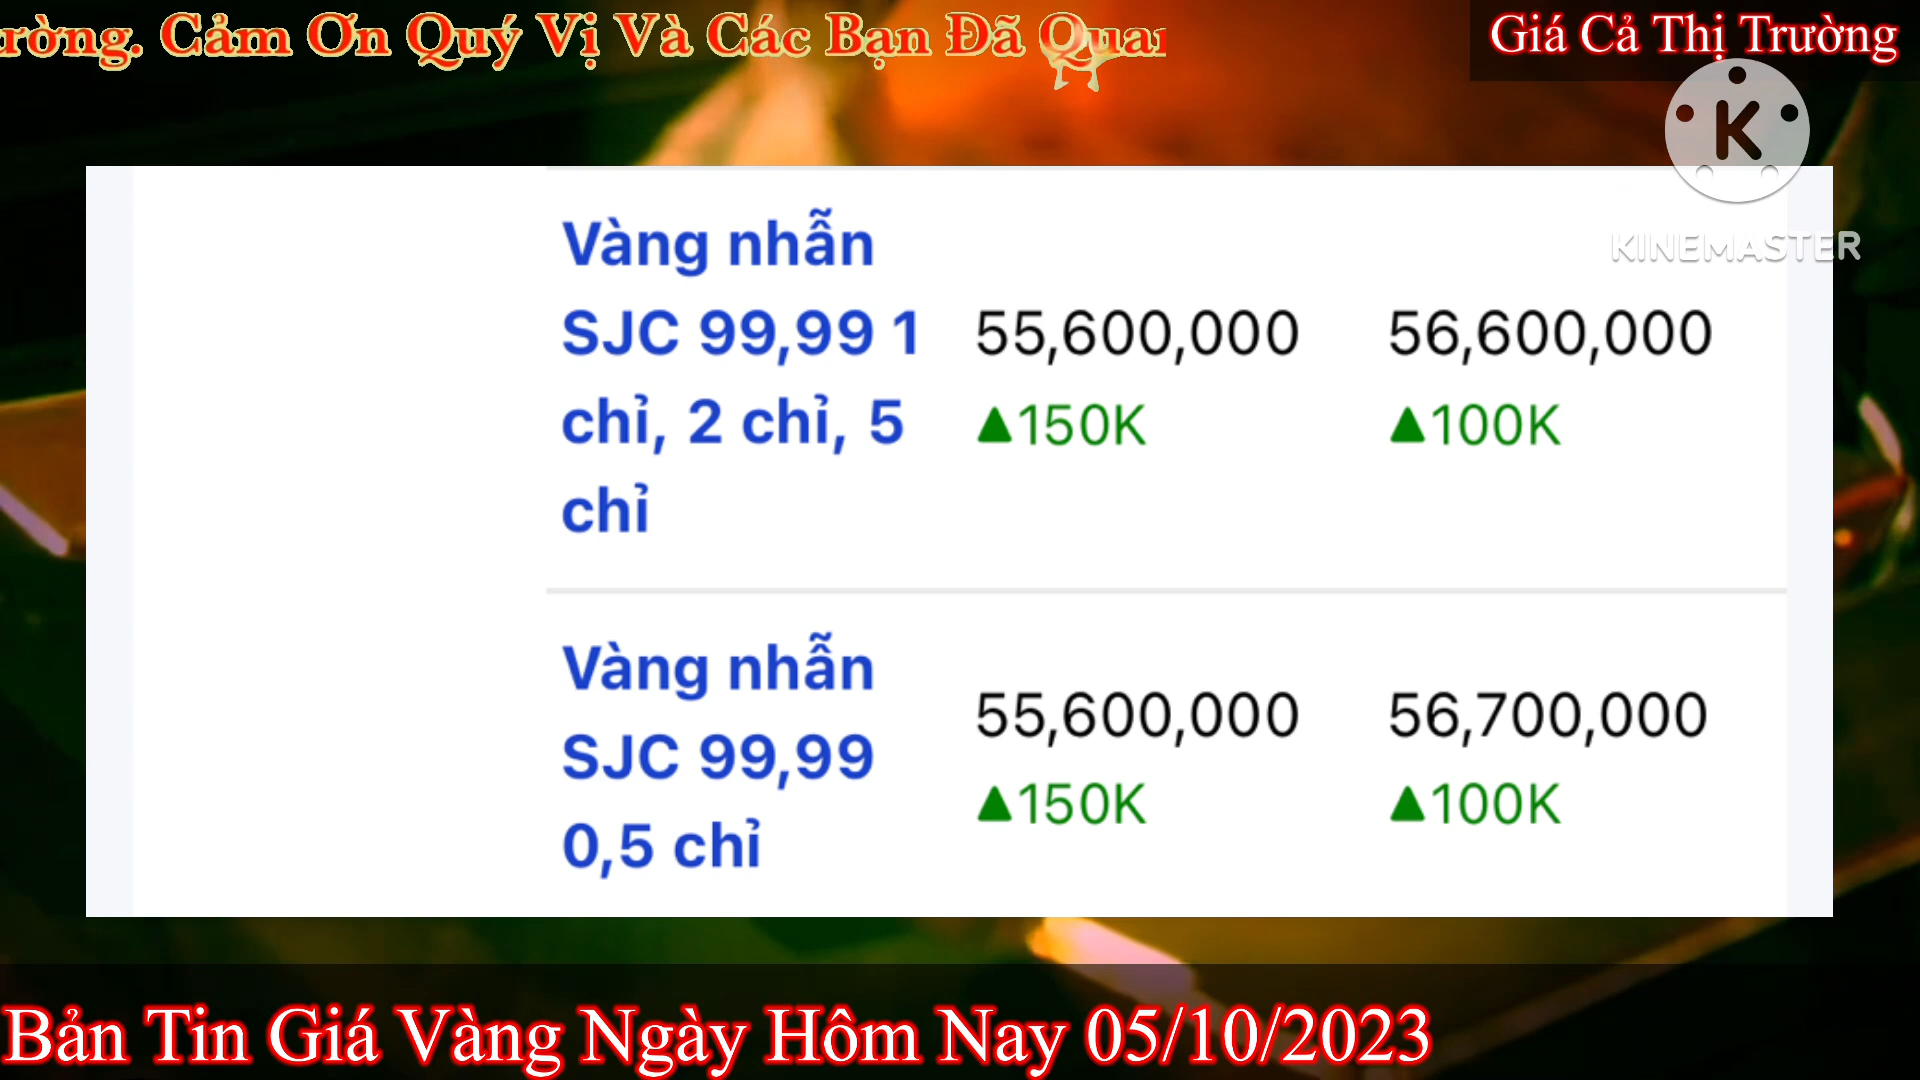 Cảm Ơn Quý Vị Và Các Bạn Đã
Giá Cả Thị Trường
K
KINEMASTER
Vàng nhẫn
SJC 99,99 1
chỉ, 2 chỉ, 5
chỉ
55,600,000
▲150K
56,600,000
▲100K
Vàng nhẫn
SJC 99,99
0,5 chỉ
55,600,000
▲150K
56,700,000
▲100K
Bản Tin Giá Vàng Ngày Hôm Nay 05/10/2023